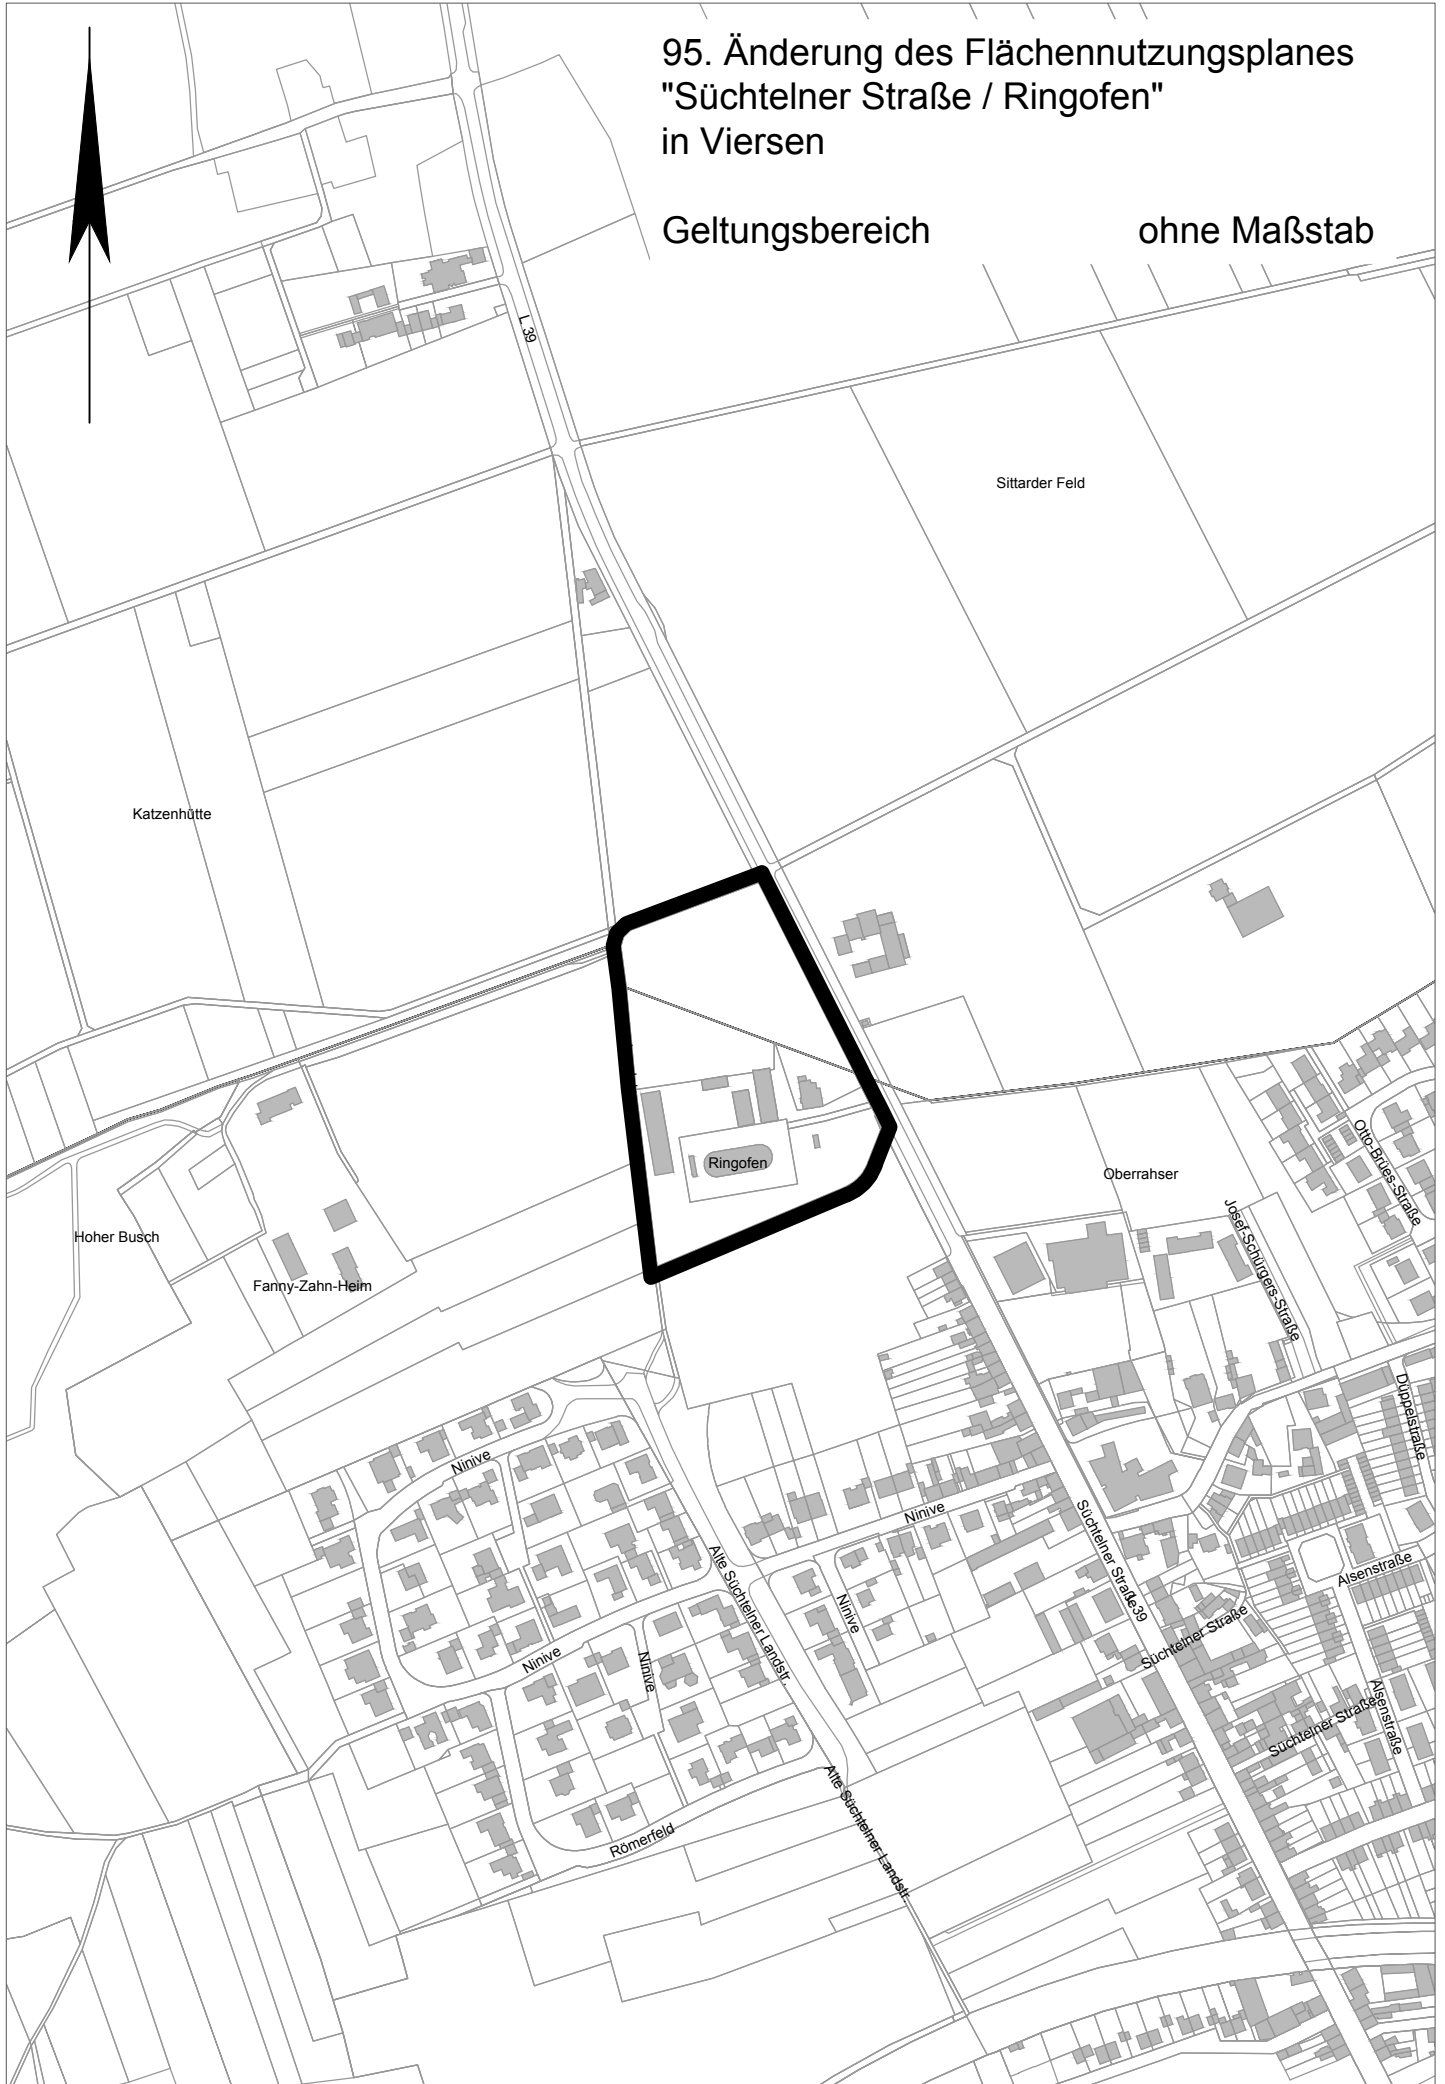 95. Änderung des Flächennutzungsplanes
"Süchtelner Straße / Ringofen"
in Viersen
Geltungsbereich ohne Maßstab
L 39
Sittarder Feld
Katzenhütte
Ringofen
Oberrahser
Otto-Brües-Straße
Josef-Schürgers-Straße
Hoher Busch
Fanny-Zahn-Heim
Düppelstraße
Ninive
Ninive
Süchtelner Straße
39
Alsenstraße
Alte Süchtelner Landstr.
Ninive
Süchtelner Straße
Ninive
Ninive
Alsenstraße
Süchtelner Straße
Alte Süchtelner Landstr.
Römerfeld